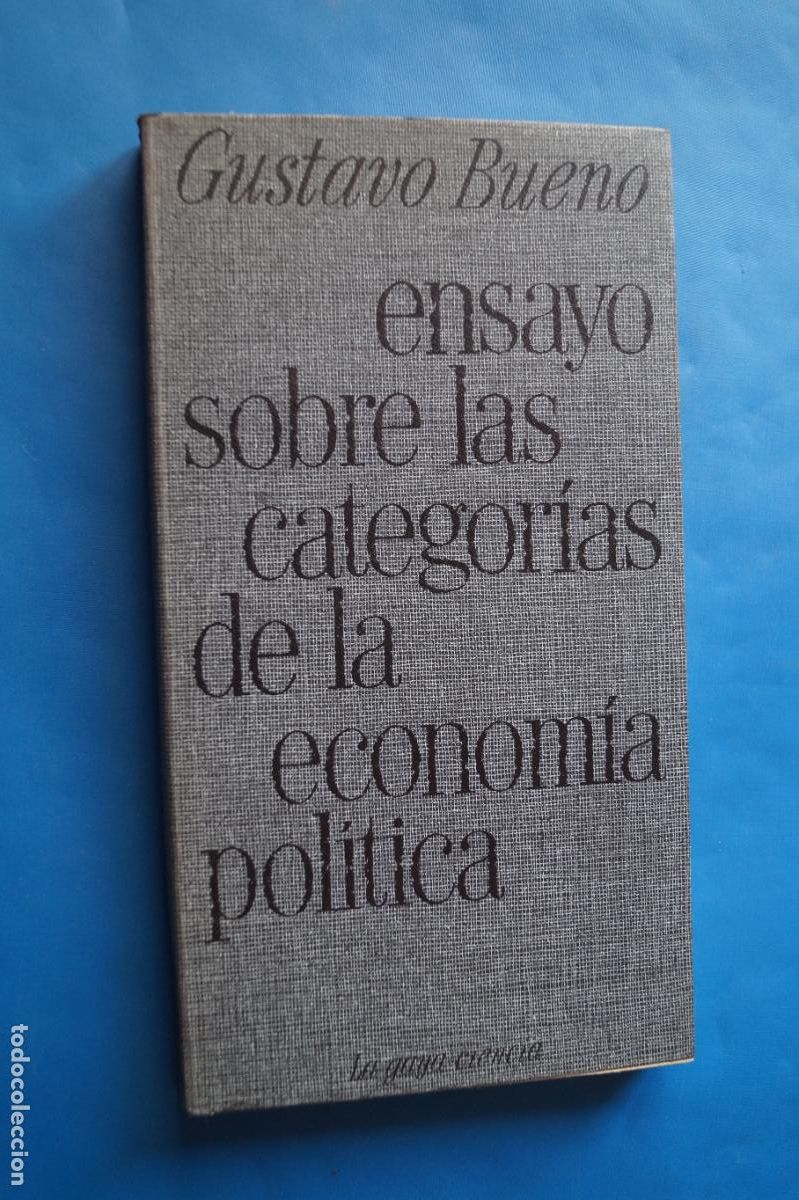 Gustavo Bueno
ensayo
sobre las
categorías
de la
economía
política
La gaya ciencia
todocoleccion